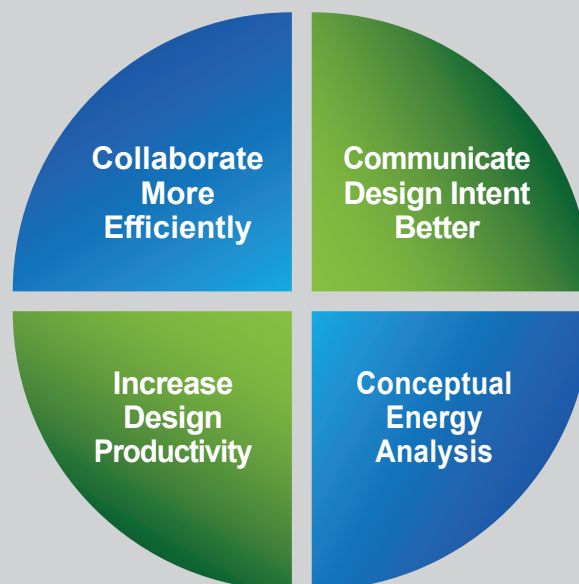 Collaborate
More
Efficiently
Communicate
Design Intent
Better
Increase
Design
Productivity
Conceptual
Energy
Analysis